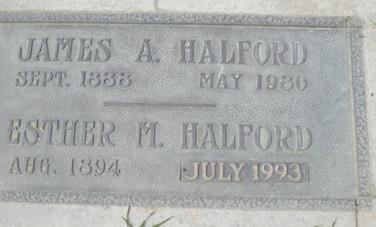 JAMES A. HALFORD
SEPT. 1888 MAY 1980
ESTHER M. HALFORD
AUG. 1894 JULY 1993